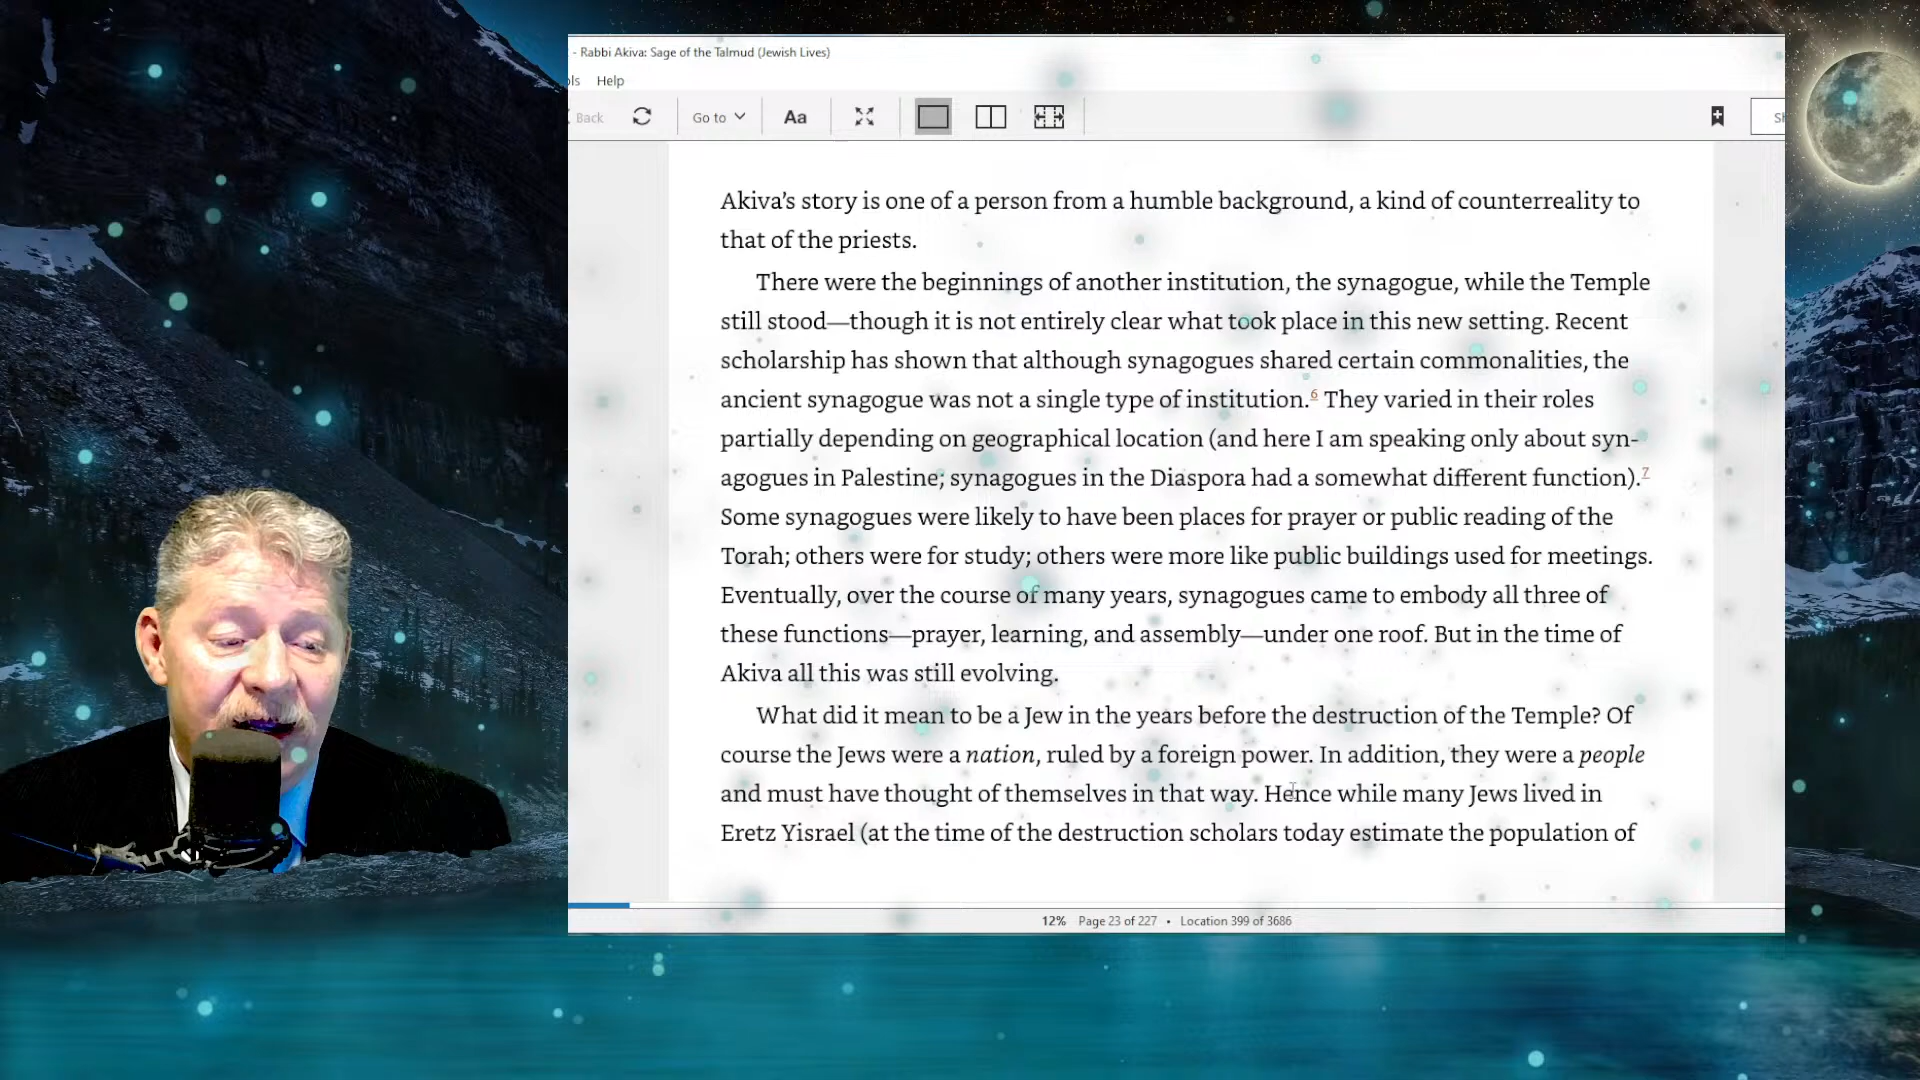 - Rabbi Akiva: Sage of the Talmud (Jewish Lives)
ols Help
Back Go to Aa
Akiva’s story is one of a person from a humble background, a kind of counterreality to
that of the priests.
There were the beginnings of another institution, the synagogue, while the Temple
still stood—though it is not entirely clear what took place in this new setting. Recent
scholarship has shown that although synagogues shared certain commonalities, the
ancient synagogue was not a single type of institution.6 They varied in their roles
partially depending on geographical location (and here I am speaking only about syn-
agogues in Palestine; synagogues in the Diaspora had a somewhat different function).7
Some synagogues were likely to have been places for prayer or public reading of the
Torah; others were for study; others were more like public buildings used for meetings.
Eventually, over the course of many years, synagogues came to embody all three of
these functions—prayer, learning, and assembly—under one roof. But in the time of
Akiva all this was still evolving.
What did it mean to be a Jew in the years before the destruction of the Temple? Of
course the Jews were a nation, ruled by a foreign power. In addition, they were a people
and must have thought of themselves in that way. Hence while many Jews lived in
Eretz Yisrael (at the time of the destruction scholars today estimate the population of
12% Page 23 of 227 • Location 399 of 3686